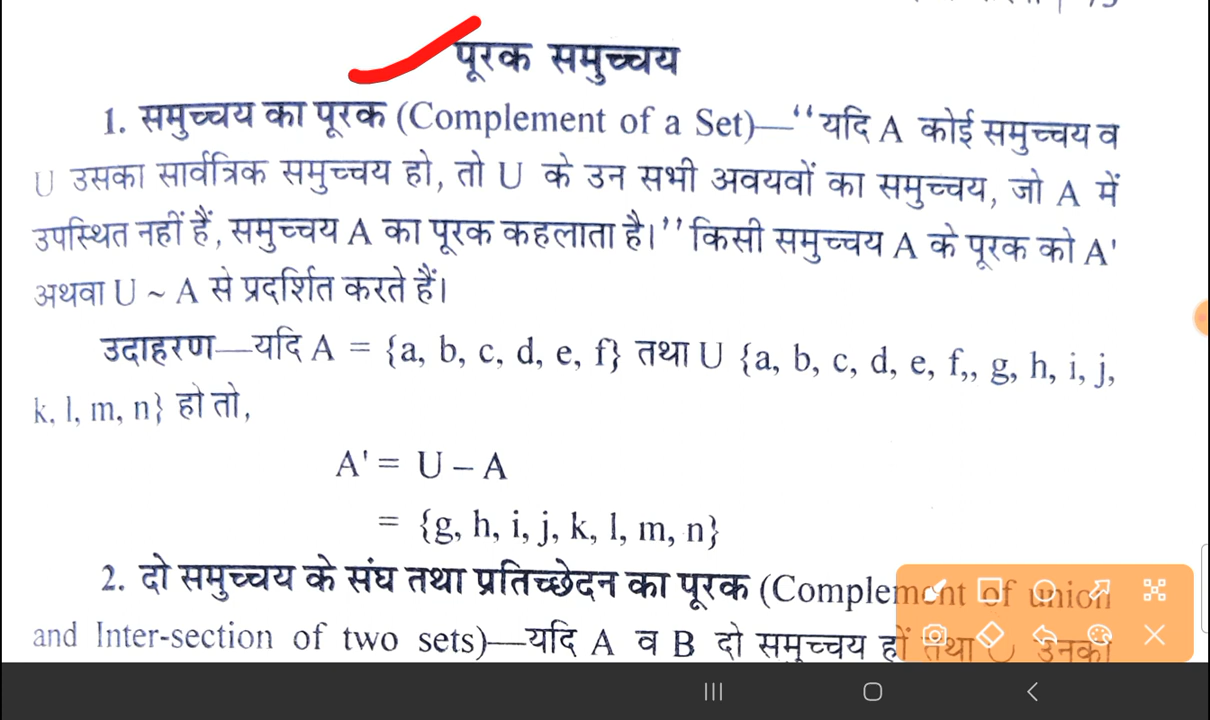 पूरक समुच्चय
1. समुच्चय का पूरक (Complement of a Set)—‘‘यदि A कोई समुच्चय व
U उसका सार्वत्रिक समुच्चय हो, तो U के उन सभी अवयवों का समुच्चय, जो A में
उपस्थित नहीं हैं, समुच्चय A का पूरक कहलाता है।’’ किसी समुच्चय A के पूरक को A'
अथवा U ~ A से प्रदर्शित करते हैं।
उदाहरण—यदि A = {a, b, c, d, e, f} तथा U {a, b, c, d, e, f,, g, h, i, j,
k, l, m, n} हो तो,
A' = U – A
= {g, h, i, j, k, l, m, n}
2. दो समुच्चय के संघ तथा प्रतिच्छेदन का पूरक (Complement of union
and Inter-section of two sets)—यदि A व B दो समुच्चय हों तथा U उनका